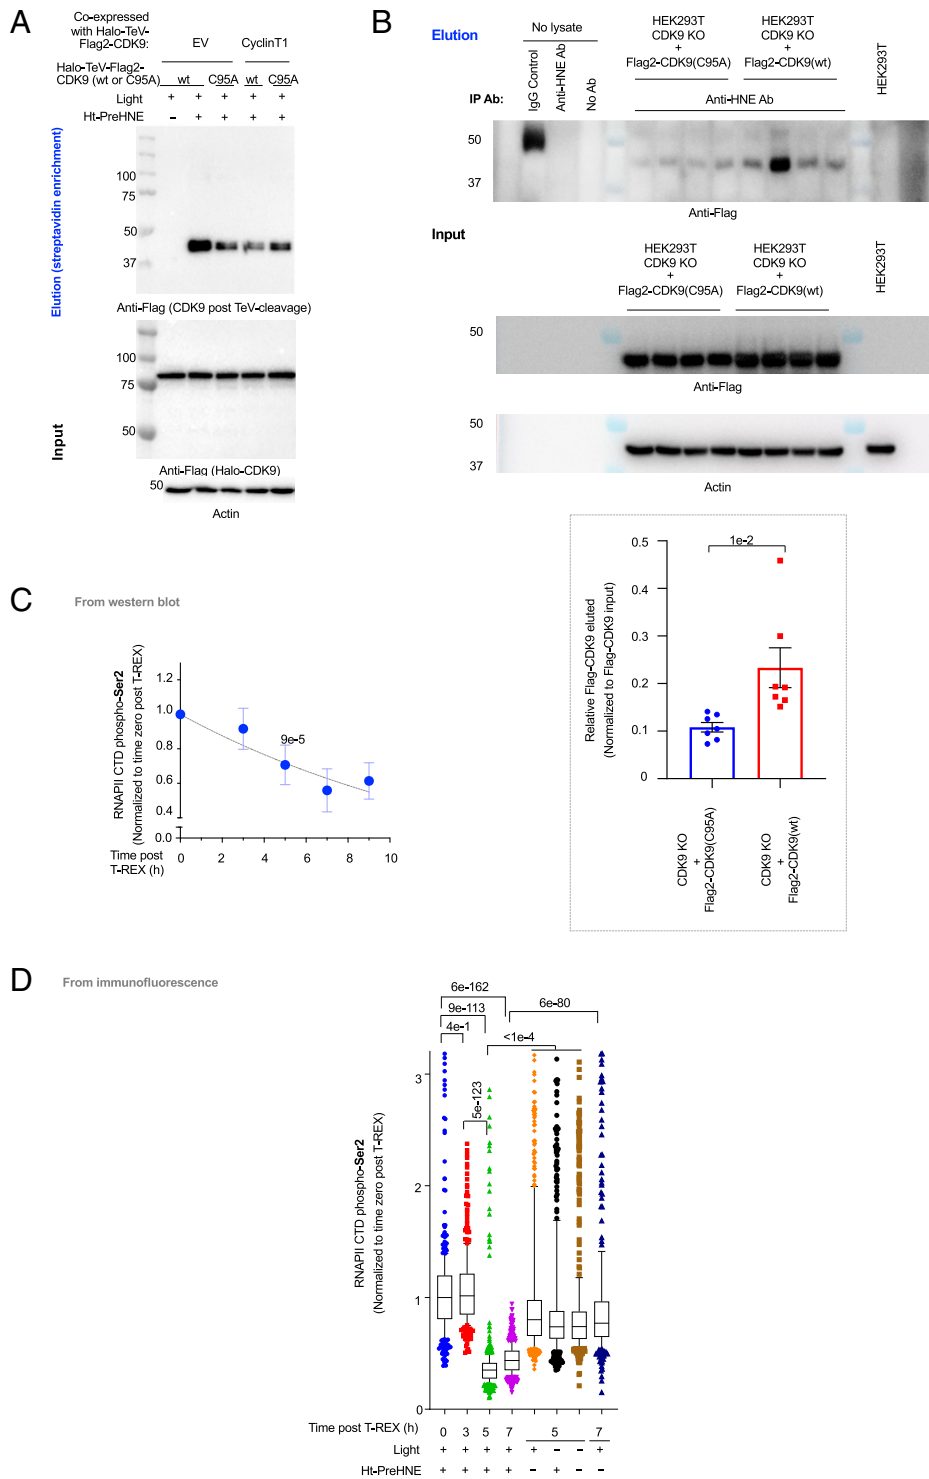 A
Co-expressed
with Halo-TeV-
Flag2-CDK9:
EV
CyclinT1
Halo-TeV-Flag2-
CDK9 (wt or C95A)
wt
C95A
wt
C95A
Light
+
+
+
+
+
Ht-PreHNE
–
+
+
+
+
Elution (streptavidin enrichment)
100
75
50
37
Anti-Flag (CDK9 post TeV-cleavage)
Input
100
75
50
Anti-Flag (Halo-CDK9)
50
Actin
B
Elution
No lysate
HEK293T
CDK9 KO
+
Flag2-CDK9(C95A)
HEK293T
CDK9 KO
+
Flag2-CDK9(wt)
HEK293T
IP Ab:
IgG Control
Anti-HNE Ab
No Ab
Anti-HNE Ab
50
37
Anti-Flag
Input
HEK293T
CDK9 KO
+
Flag2-CDK9(C95A)
HEK293T
CDK9 KO
+
Flag2-CDK9(wt)
HEK293T
50
Anti-Flag
50
37
Actin
Relative Flag-CDK9 eluted
(Normalized to Flag-CDK9 input)
0.5
0.4
0.3
0.2
0.1
0
1e-2
CDK9 KO
+
Flag2-CDK9(C95A)
CDK9 KO
+
Flag2-CDK9(wt)
C
From western blot
RNAPII CTD phospho-Ser2
(Normalized to time zero post T-REX)
1.2
1.0
0.8
0.6
0.4
0.0
9e-5
0 2 4 6 8 10
Time post
T-REX (h)
D
From immunofluorescence
6e-162
9e-113
4e-1
5e-123
<1e-4
6e-80
RNAPII CTD phospho-Ser2
(Normalized to time zero post T-REX)
3
2
1
0
Time post T-REX (h)
0 3 5 7 5 7
Light
+ + + + + – – +
Ht-PreHNE
+ + + + – + – –